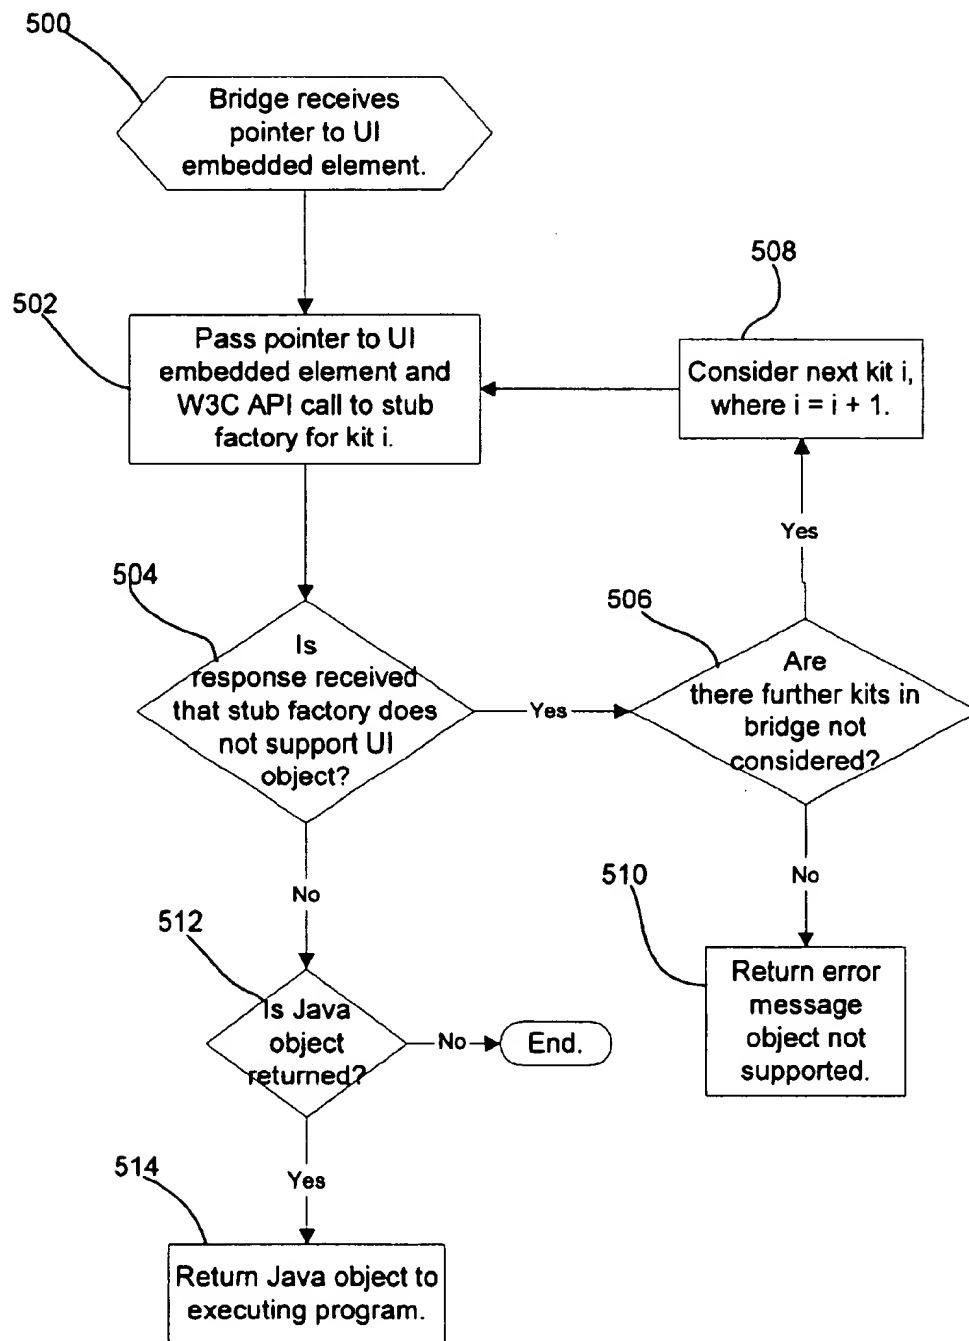 500
Bridge receives
pointer to UI
embedded element.
502
Pass pointer to UI
embedded element and
W3C API call to stub
factory for kit i.
508
Consider next kit i,
where i = i + 1.
Yes
504
Is
response received
that stub factory does
not support UI
object?
Yes
506
Are
there further kits in
bridge not
considered?
No
No
510
Return error
message
object not
supported.
512
Is Java
object
returned?
No
End.
Yes
514
Return Java object to
executing program.